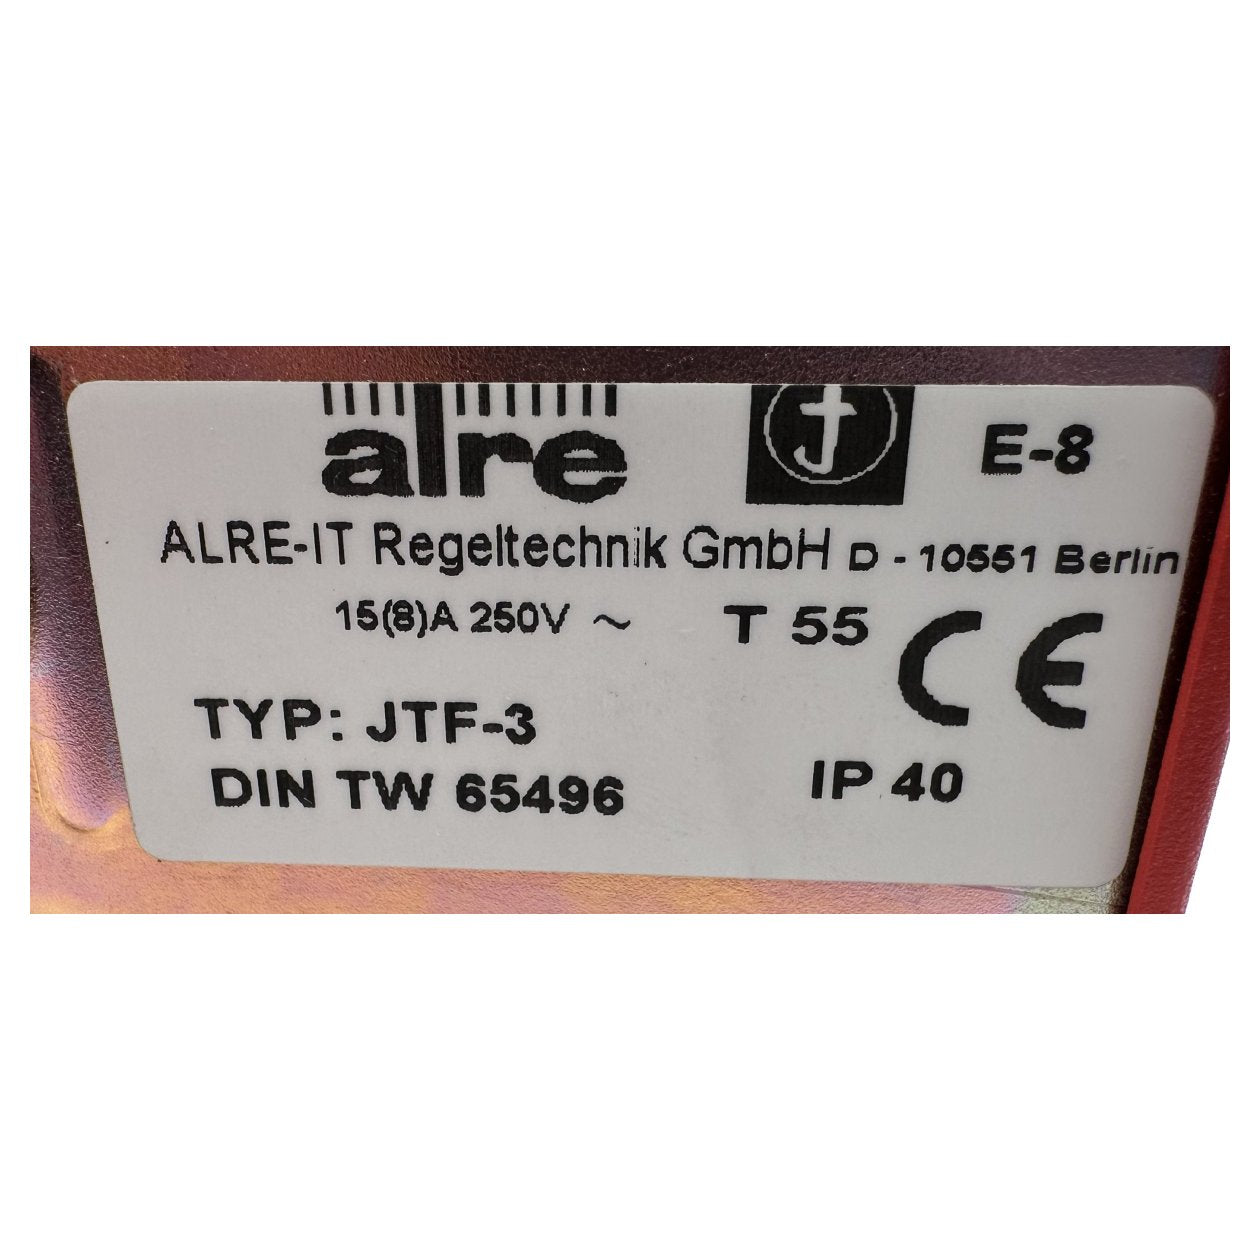 alre Jt E-8
ALRE-IT Regeltechnik GmbH D - 10551 Berlin
15(8)A 250V ~ T 55 CE
TYP: JTF-3
DIN TW 65496 IP 40